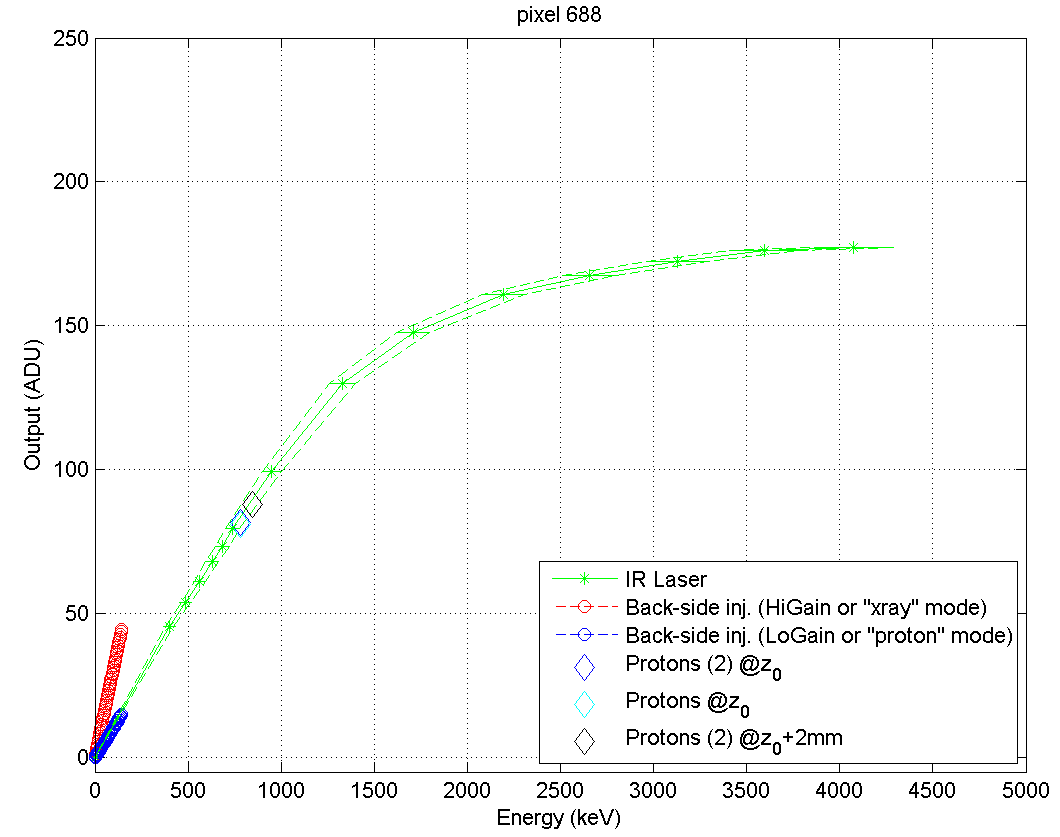 pixel 688
250
200
150
100
50
0
Output (ADU)
IR Laser
Back-side inj. (HiGain or "xray" mode)
Back-side inj. (LoGain or "proton" mode)
Protons (2) @z0
Protons @z0
Protons (2) @z0+2mm
0 500 1000 1500 2000 2500 3000 3500 4000 4500 5000
Energy (keV)